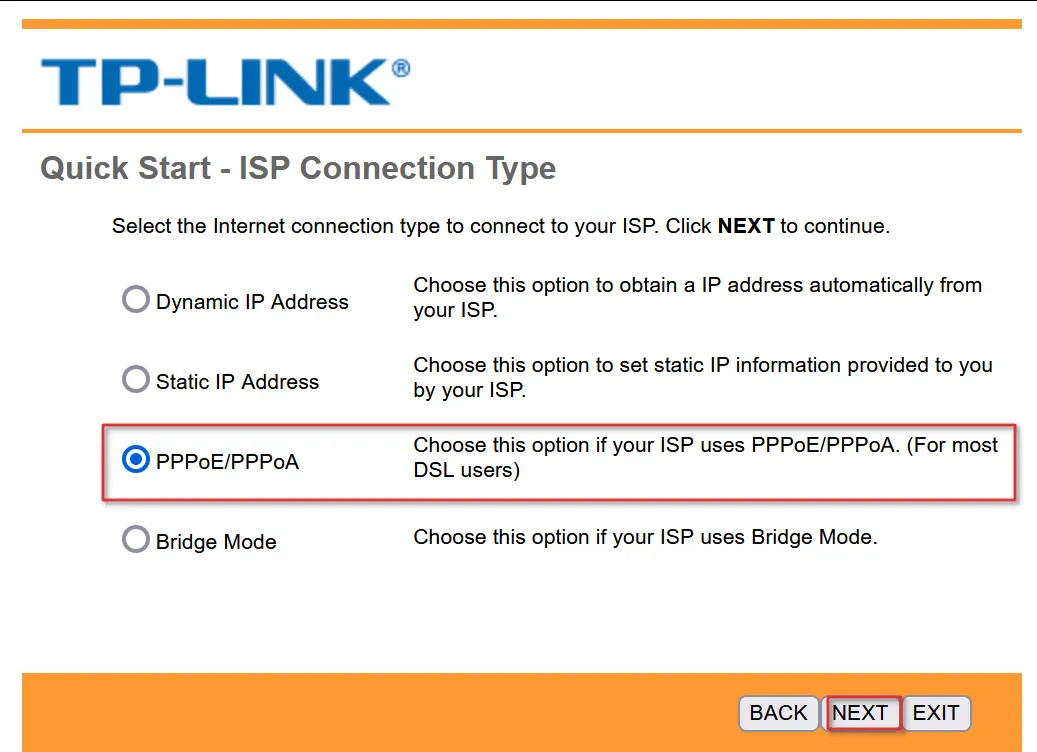 TP-LINK®
Quick Start - ISP Connection Type
Select the Internet connection type to connect to your ISP. Click NEXT to continue.
Dynamic IP Address
Choose this option to obtain a IP address automatically from
your ISP.
Static IP Address
Choose this option to set static IP information provided to you
by your ISP.
PPPoE/PPPoA
Choose this option if your ISP uses PPPoE/PPPoA. (For most
DSL users)
Bridge Mode
Choose this option if your ISP uses Bridge Mode.
BACK NEXT EXIT